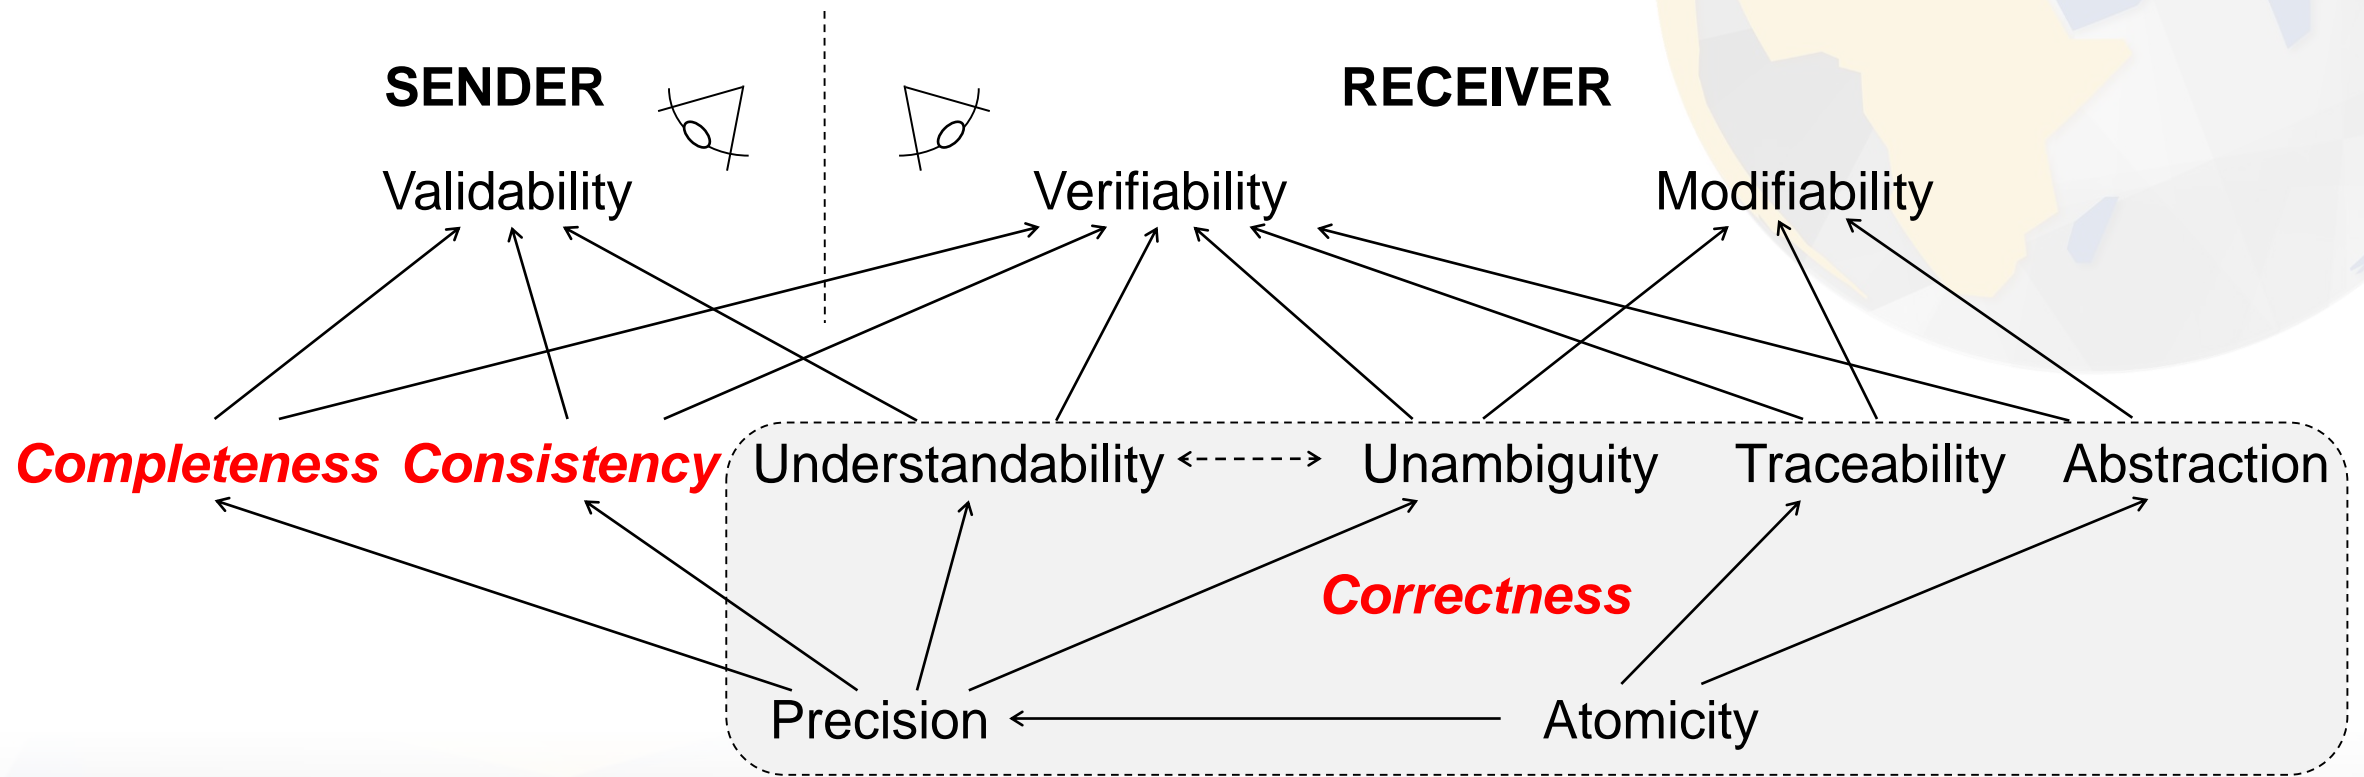 SENDER RECEIVER
Validability Verifiability Modifiability
Completeness Consistency Understandability Unambiguity Traceability Abstraction
Correctness
Precision Atomicity